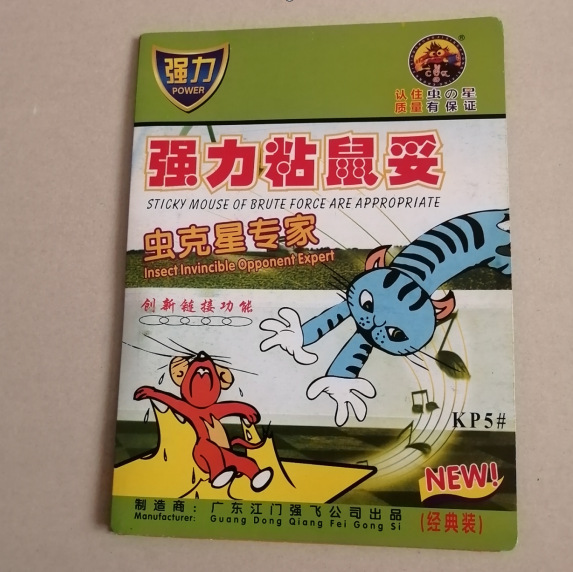 强力
POWER
®
认住虫の星
质量有保证
强力粘鼠妥
STICKY MOUSE OF BRUTE FORCE ARE APPROPRIATE
虫克星专家
Insect Invincible Opponent Expert
创新链接功能
KP5#
NEW!
制造商：广东江门强飞公司出品
Manufacturer: Guang Dong Qiang Fei Gong Si
(经典装)